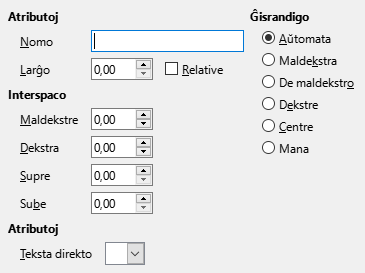 Atributoj
Nomo
Larĝo 0,00 Relative
Interspaco
Maldekstre 0,00
Dekstra 0,00
Supre 0,00
Sube 0,00
Atributoj
Teksta direkto
Ĝisrandigo
Aŭtomata
Maldekstra
De maldekstro
Dekstre
Centre
Mana